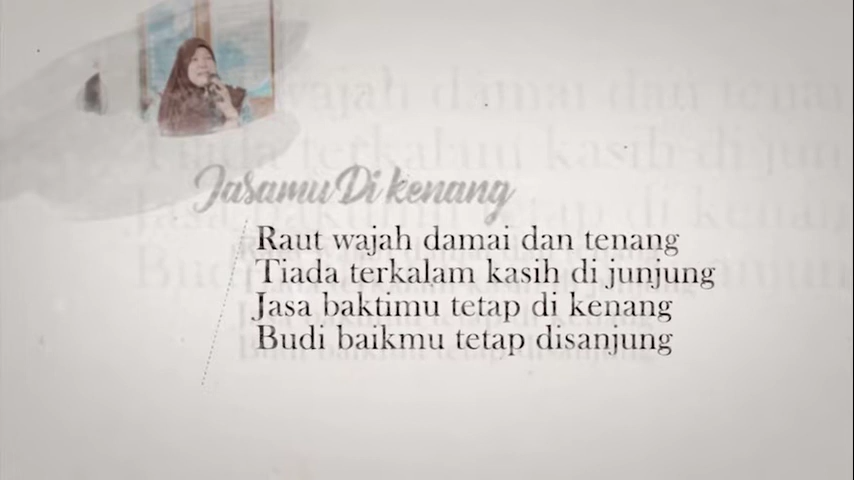 Jasamu Di kenang
Raut wajah damai dan tenang
Tiada terkalam kasih di junjung
Jasa baktimu tetap di kenang
Budi baikmu tetap disanjung